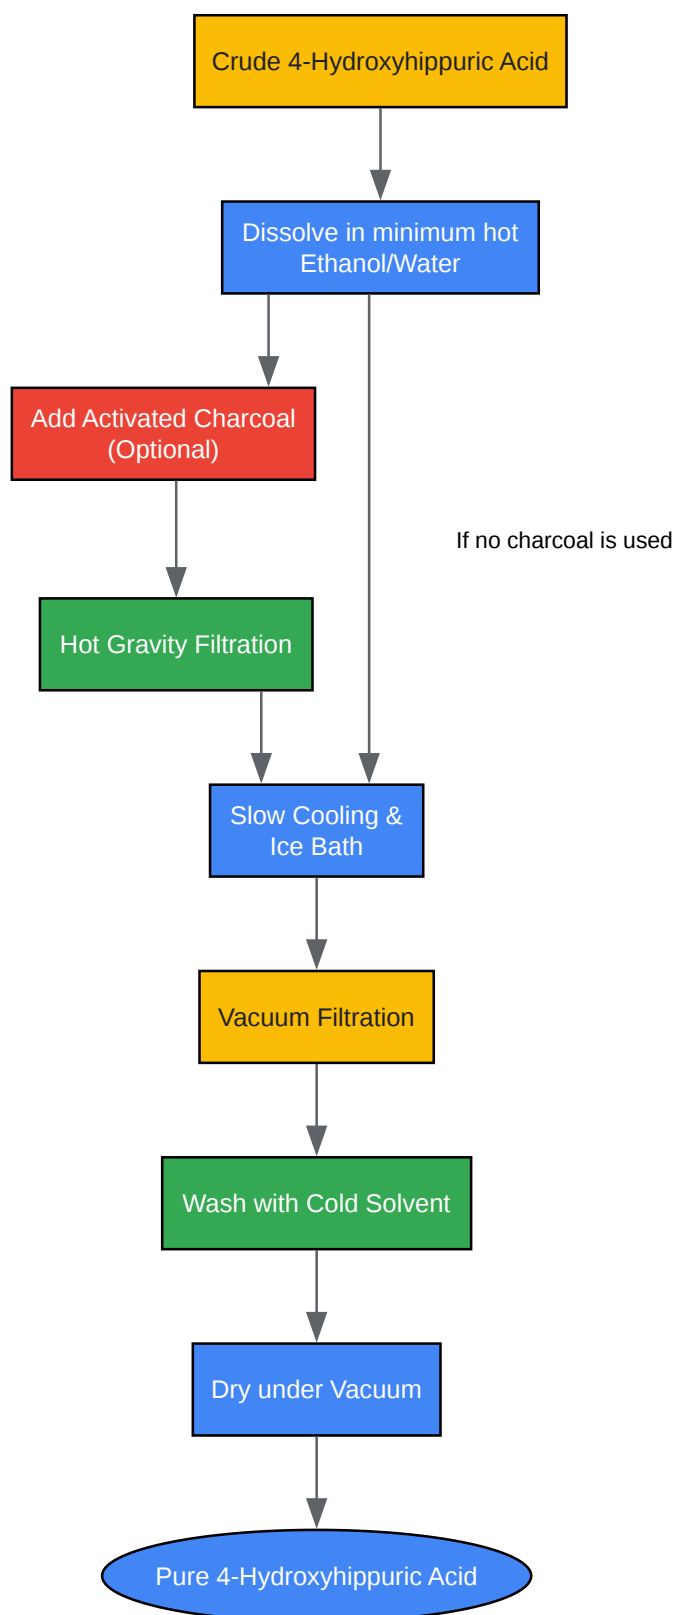 Crude 4-Hydroxyhippuric Acid
Dissolve in minimum hot
Ethanol/Water
Add Activated Charcoal
(Optional)
If no charcoal is used
Hot Gravity Filtration
Slow Cooling &
Ice Bath
Vacuum Filtration
Wash with Cold Solvent
Dry under Vacuum
Pure 4-Hydroxyhippuric Acid